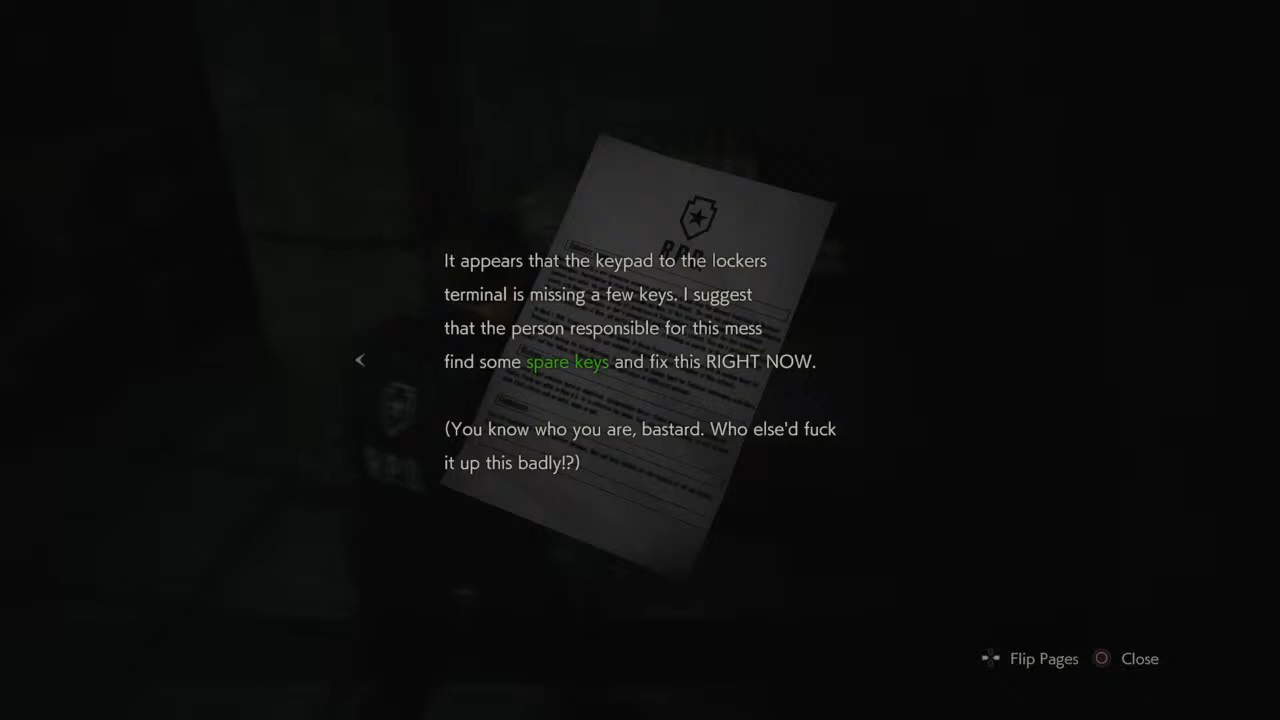 It appears that the keypad to the lockers
terminal is missing a few keys. I suggest
that the person responsible for this mess
find some spare keys and fix this RIGHT NOW.
(You know who you are, bastard. Who else'd fuck
it up this badly!?)
Flip Pages Close